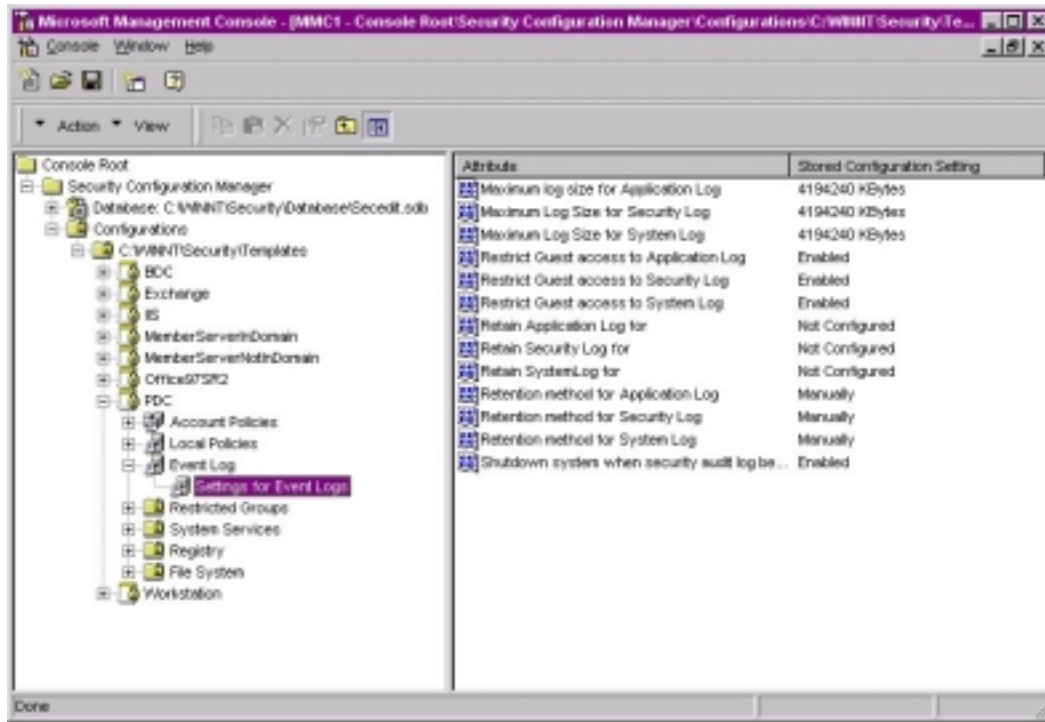 Microsoft Management Console - [MMC1 - Console Root\Security Configuration Manager\Configurations\C:\WINNT\Security\Te...
Console Window Help
Action View
Console Root
Security Configuration Manager
Database: C:\WINNT\Security\Database\Secedit.sdb
Configurations
C:\WINNT\Security\Templates
BDC
Exchange
IIS
MemberServerInDomain
MemberServerNotInDomain
Office97SR2
PDC
Account Policies
Local Policies
Event Log
Settings for Event Logs
Restricted Groups
System Services
Registry
File System
Workstation
Attribute Stored Configuration Setting
Maximum log size for Application Log 4194240 KBytes
Maximum Log Size for Security Log 4194240 KBytes
Maximum Log Size for System Log 4194240 KBytes
Restrict Guest access to Application Log Enabled
Restrict Guest access to Security Log Enabled
Restrict Guest access to System Log Enabled
Retain Application Log for Not Configured
Retain Security Log for Not Configured
Retain SystemLog for Not Configured
Retention method for Application Log Manually
Retention method for Security Log Manually
Retention method for System Log Manually
Shutdown system when security audit log be... Enabled
Done